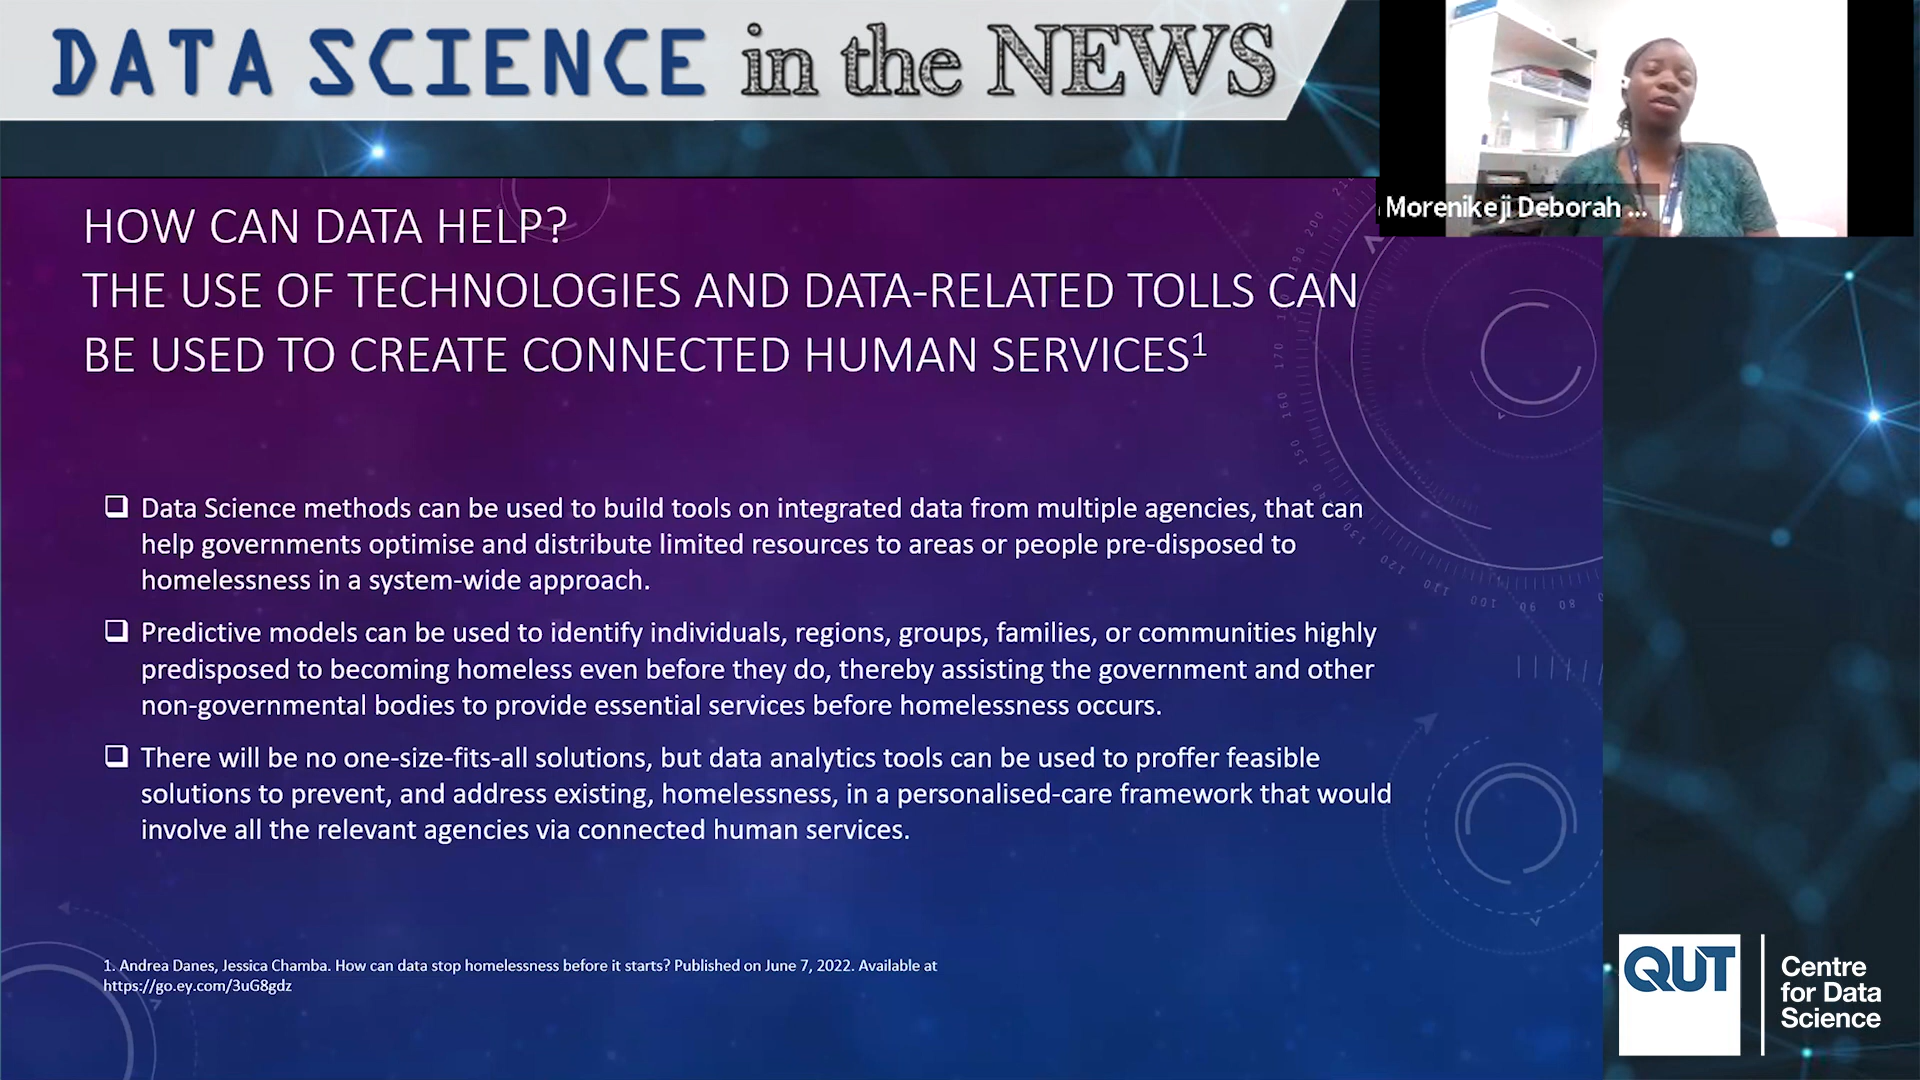 DATA SCIENCE in the NEWS
Morenikeji Deborah ...
HOW CAN DATA HELP?
THE USE OF TECHNOLOGIES AND DATA-RELATED TOLLS CAN
BE USED TO CREATE CONNECTED HUMAN SERVICES1
❑ Data Science methods can be used to build tools on integrated data from multiple agencies, that can
help governments optimise and distribute limited resources to areas or people pre-disposed to
homelessness in a system-wide approach.
❑ Predictive models can be used to identify individuals, regions, groups, families, or communities highly
predisposed to becoming homeless even before they do, thereby assisting the government and other
non-governmental bodies to provide essential services before homelessness occurs.
❑ There will be no one-size-fits-all solutions, but data analytics tools can be used to proffer feasible
solutions to prevent, and address existing, homelessness, in a personalised-care framework that would
involve all the relevant agencies via connected human services.
1. Andrea Danes, Jessica Chamba. How can data stop homelessness before it starts? Published on June 7, 2022. Available at
https://go.ey.com/3uG8gdz
QUT
Centre
for Data
Science